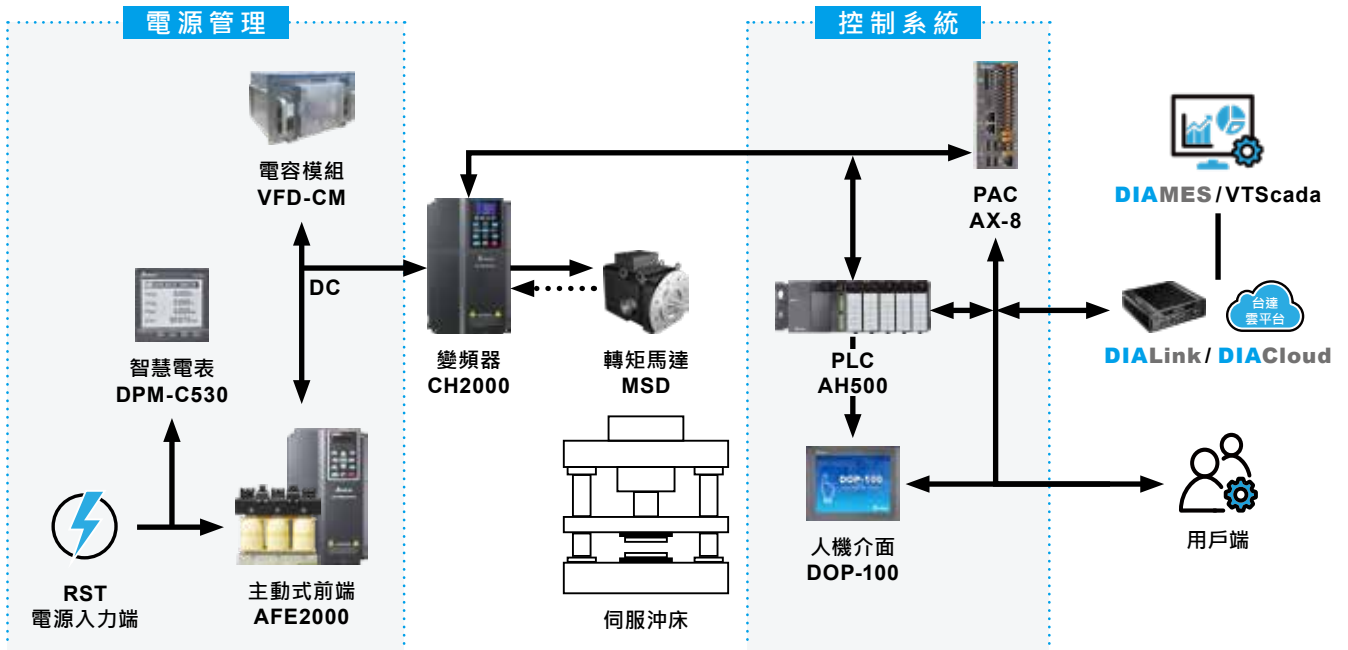 電源管理
電容模組
VFD-CM
DC
智慧電表
DPM-C530
RST
電源入力端
主動式前端
AFE2000
變頻器
CH2000
轉矩馬達
MSD
伺服沖床
控制系統
PAC
AX-8
PLC
AH500
DOP-100
人機介面
DOP-100
DIAMES/VTScada
台達
雲平台
DIALink/DIACloud
用戶端